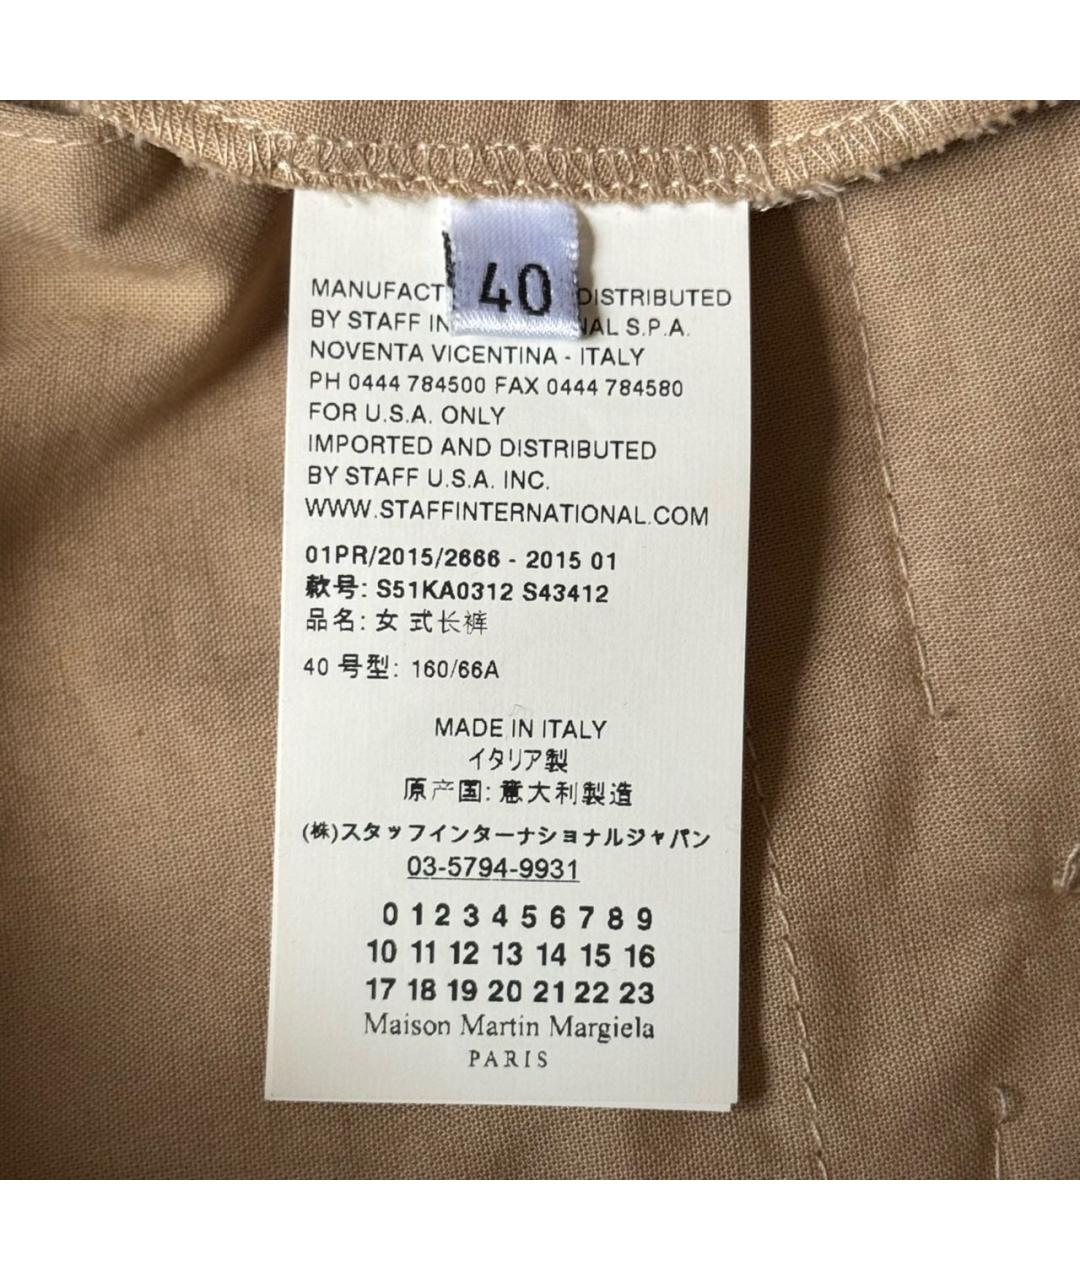 40
MANUFACT DISTRIBUTED
BY STAFF IN NAL S.P.A.
NOVENTA VICENTINA - ITALY
PH 0444 784500 FAX 0444 784580
FOR U.S.A. ONLY
IMPORTED AND DISTRIBUTED
BY STAFF U.S.A. INC.
WWW.STAFFINTERNATIONAL.COM
01PR/2015/2666 - 2015 01
款号: S51KA0312 S43412
品名: 女 式长裤
40 号型: 160/66A
MADE IN ITALY
イタリア製
原产国: 意大利製造
(株)スタッフインターナショナルジャパン
03-5794-9931
0 1 2 3 4 5 6 7 8 9
10 11 12 13 14 15 16
17 18 19 20 21 22 23
Maison Martin Margiela
PARIS